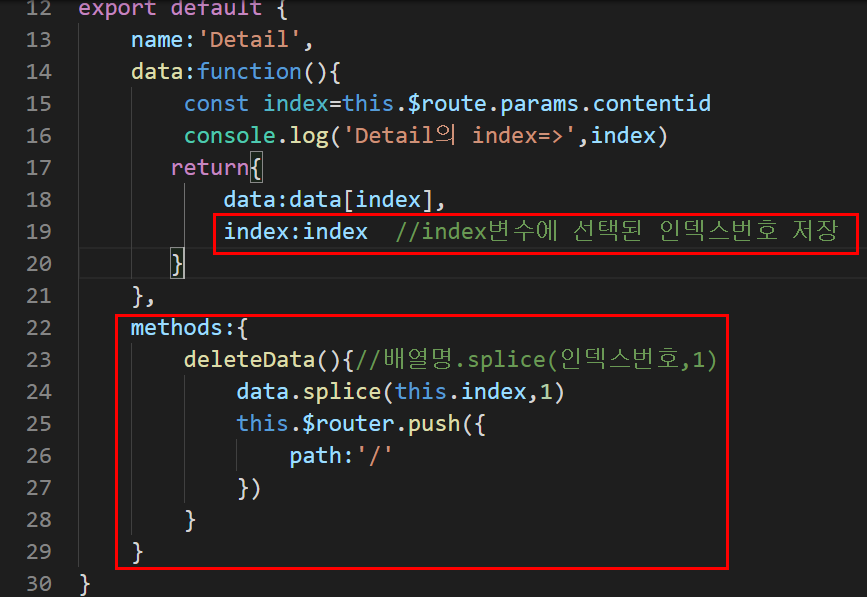 12 export default {
13 name:'Detail',
14 data:function(){
15 const index=this.$route.params.contentid
16 console.log('Detail의 index=>',index)
17 return{
18 data:data[index],
19 index:index //index변수에 선택된 인덱스번호 저장
20 }
21 },
22 methods:{
23 deleteData(){//배열명.splice(인덱스번호,1)
24 data.splice(this.index,1)
25 this.$router.push({
26 path:'/'
27 })
28 }
29 }
30 }